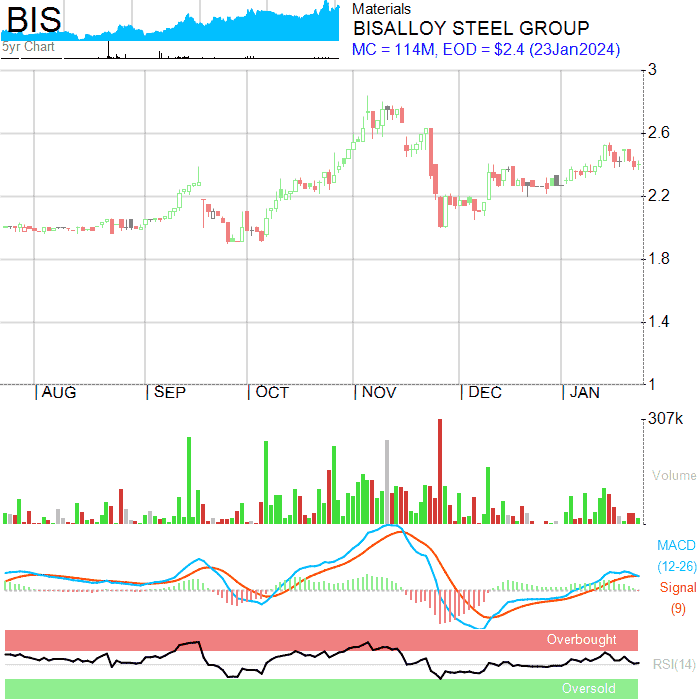 BIS
5yr Chart
Materials
BISALLOY STEEL GROUP
MC = 114M, EOD = $2.4 (23Jan2024)
3
2.6
2.2
1.8
1.4
1
AUG
SEP
OCT
NOV
DEC
JAN
307k
Volume
MACD
(12-26)
Signal
(9)
Overbought
RSI(14)
Oversold